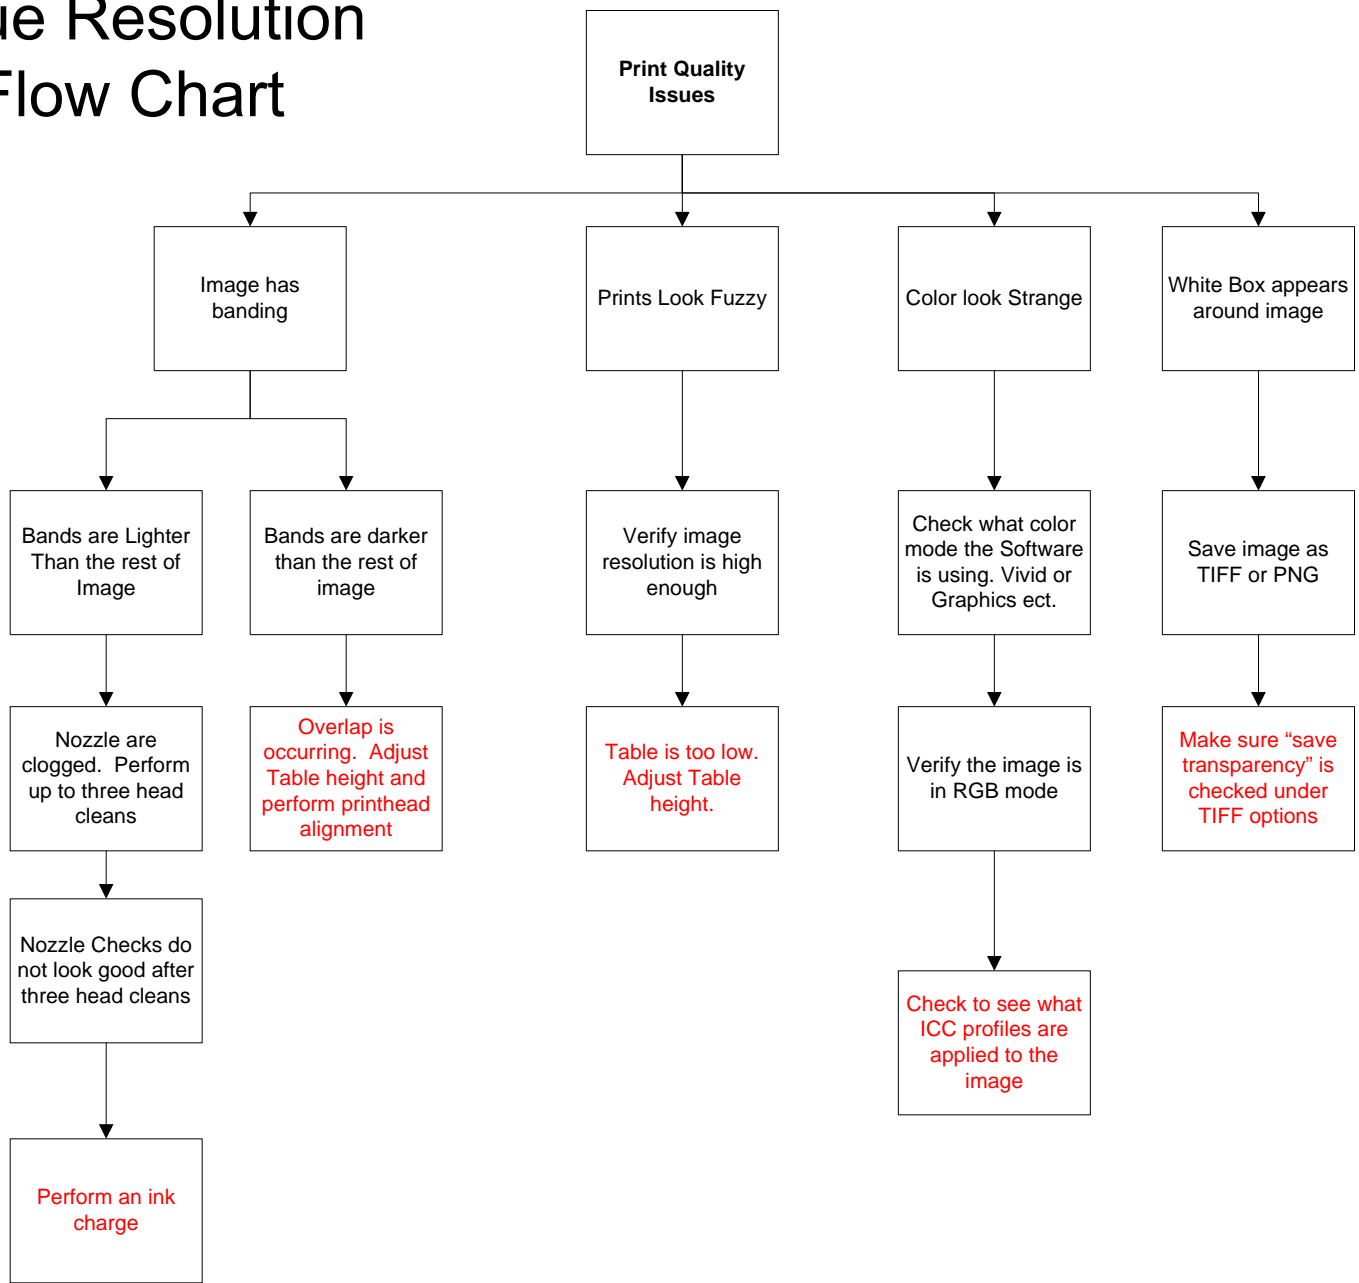 ue Resolution
Flow Chart
Print Quality
Issues
Image has
banding
Prints Look Fuzzy
Color look Strange
White Box appears
around image
Bands are Lighter
Than the rest of
Image
Bands are darker
than the rest of
image
Verify image
resolution is high
enough
Check what color
mode the Software
is using. Vivid or
Graphics ect.
Save image as
TIFF or PNG
Nozzle are
clogged.  Perform
up to three head
cleans
Overlap is
occurring.  Adjust
Table height and
perform printhead
alignment
Table is too low.
Adjust Table
height.
Verify the image is
in RGB mode
Make sure “save
transparency” is
checked under
TIFF options
Nozzle Checks do
not look good after
three head cleans
Check to see what
ICC profiles are
applied to the
image
Perform an ink
charge